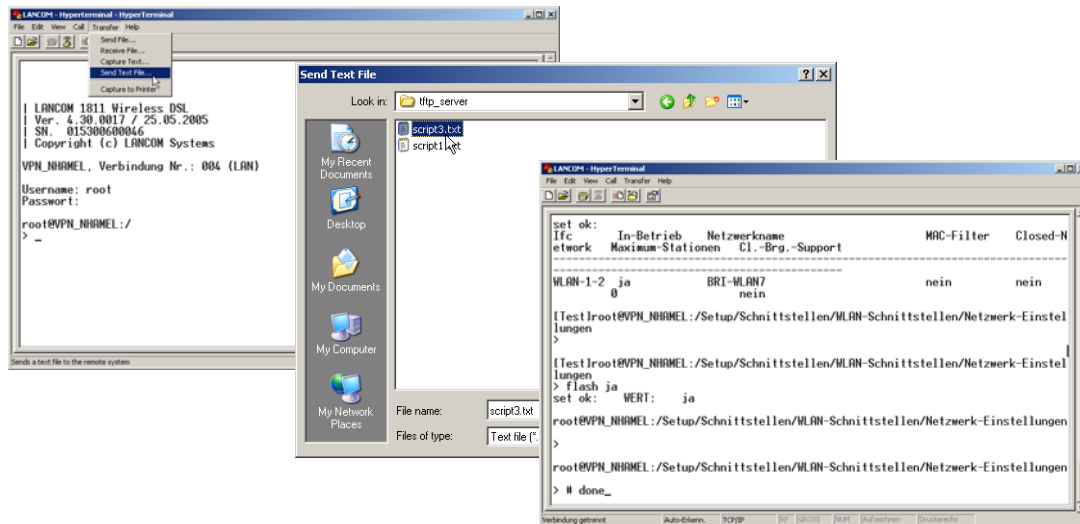 LANCOM - Hyperterminal - HyperTerminal
File Edit View Call Transfer Help
Send File...
Receive File...
Capture Text...
Send Text File...
Capture to Printer
| LANCOM 1811 Wireless DSL
| Ver. 4.30.0017 / 25.05.2005
| SN. 015300600046
| Copyright (c) LANCOM Systems
VPN_NHAMEL, Verbindung Nr.: 004 (LAN)
Username: root
Passwort:
root@VPN_NHAMEL:/
> _
Sends a text file to the remote system
Send Text File
Look in: tftp_server
script3.txt
script1.txt
My Recent
Documents
Desktop
My Documents
My Computer
My Network
Places
File name: script3.txt
Files of type: Text file (*.
LANCOM - HyperTerminal
File Edit View Call Transfer Help
set ok:
Ifc In-Betrieb Netzwerkname MAC-Filter Closed-N
etwork Maximum-Stationen Cl.-Brg.-Support
--------------------------------------------------------------------------------
---------------------------------------------
WLAN-1-2 ja BRI-WLAN7 nein nein
0 nein
[Test]root@VPN_NHAMEL:/Setup/Schnittstellen/WLAN-Schnittstellen/Netzwerk-Einstel
lungen
>
[Test]root@VPN_NHAMEL:/Setup/Schnittstellen/WLAN-Schnittstellen/Netzwerk-Einstel
lungen
> flash ja
set ok: WERT: ja
root@VPN_NHAMEL:/Setup/Schnittstellen/WLAN-Schnittstellen/Netzwerk-Einstellungen
>
root@VPN_NHAMEL:/Setup/Schnittstellen/WLAN-Schnittstellen/Netzwerk-Einstellungen
> # done_
Verbindung getrennt Auto-Erkenn. TCP/IP RF GROSS NUM Aufzeichnen Druckerecho